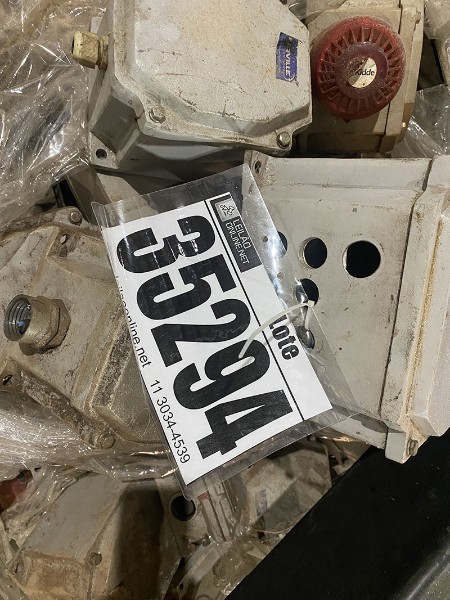 LEILAO
ONLINE.NET
Lote
35294
online.net 11 3034-4539